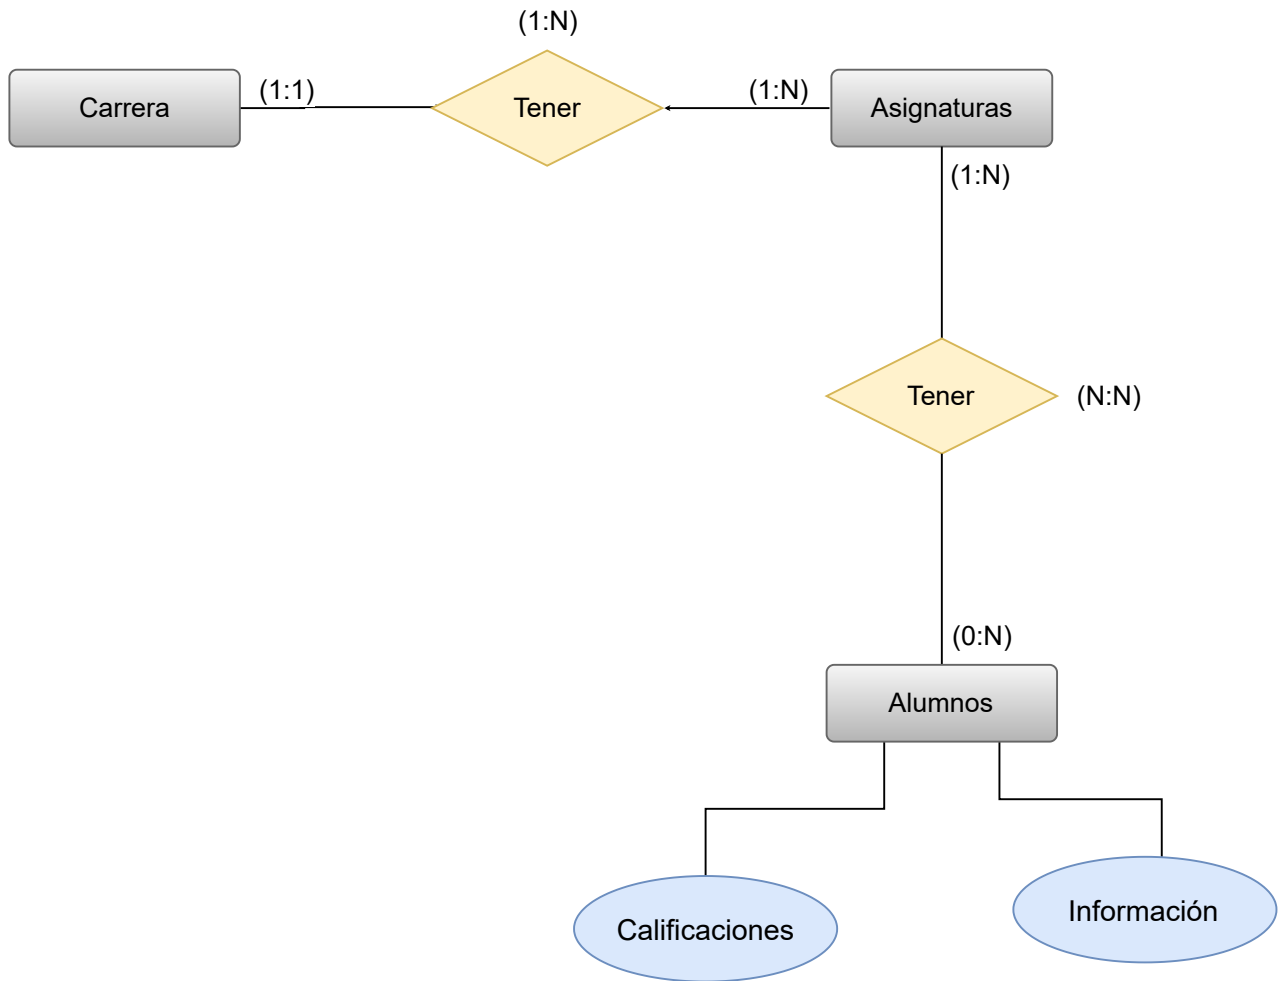 (1:N)
Carrera
(1:1)
Tener
(1:N)
Asignaturas
(1:N)
Tener
(N:N)
(0:N)
Alumnos
Calificaciones
Información